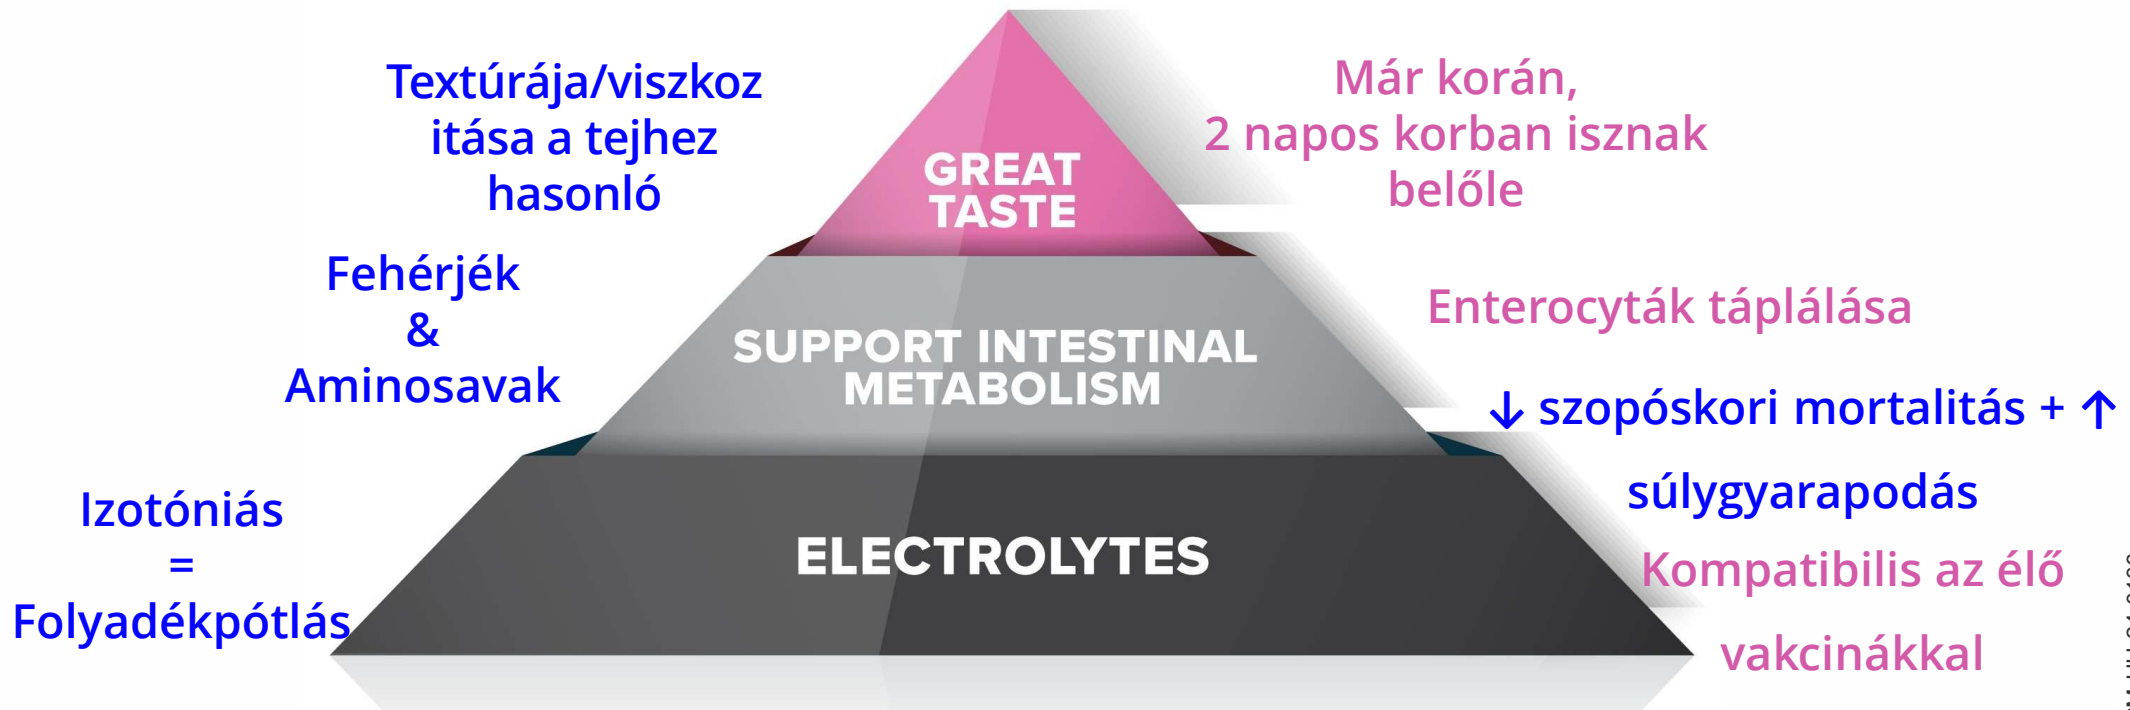 Textúrája/viszkoz
itása a tejhez
hasonló
GREAT
TASTE
Már korán,
2 napos korban isznak
belőle
Fehérjék
&
Aminosavak
SUPPORT INTESTINAL
METABOLISM
Enterocyták táplálása
↓ szopóskori mortalitás + ↑
súlygyarapodás
Izotóniás
=
Folyadékpótlás
ELECTROLYTES
Kompatibilis az élő
vakcinákkal